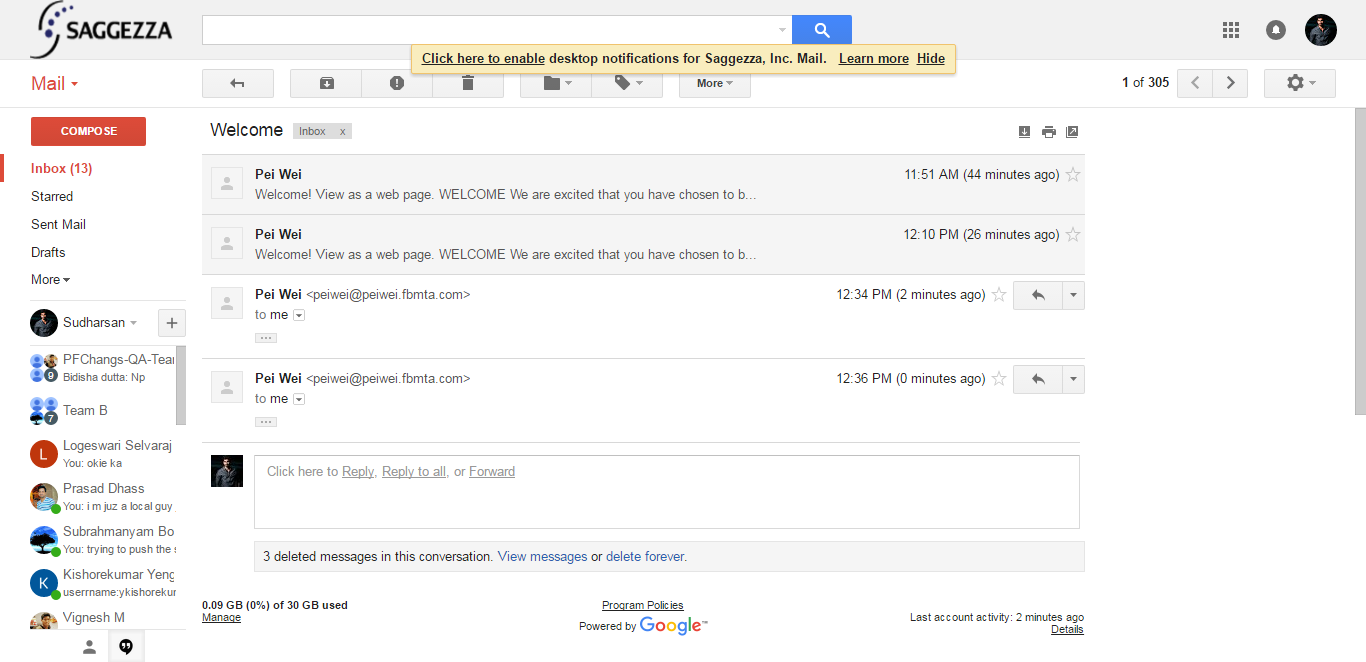 SAGGEZZA
Click here to enable desktop notifications for Saggezza, Inc. Mail. Learn more Hide
Mail
More
1 of 305
COMPOSE
Inbox (13)
Starred
Sent Mail
Drafts
More
Sudharsan
PFChangs-QA-Tea
9
Bidisha dutta: Np
7
Team B
L
Logeswari Selvaraj
You: okie ka
Prasad Dhass
You: i m juz a local guy
Subrahmanyam Bo
You: trying to push the s
K
Kishorekumar Yeng
userrname:ykishorekur
Vignesh M
Welcome
Inbox x
Pei Wei
11:51 AM (44 minutes ago)
Welcome! View as a web page. WELCOME We are excited that you have chosen to b...
Pei Wei
12:10 PM (26 minutes ago)
Welcome! View as a web page. WELCOME We are excited that you have chosen to b...
Pei Wei <peiwei@peiwei.fbmta.com>
12:34 PM (2 minutes ago)
to me
Pei Wei <peiwei@peiwei.fbmta.com>
12:36 PM (0 minutes ago)
to me
Click here to Reply, Reply to all, or Forward
3 deleted messages in this conversation. View messages or delete forever.
0.09 GB (0%) of 30 GB used
Manage
Program Policies
Powered by Google™
Last account activity: 2 minutes ago
Details